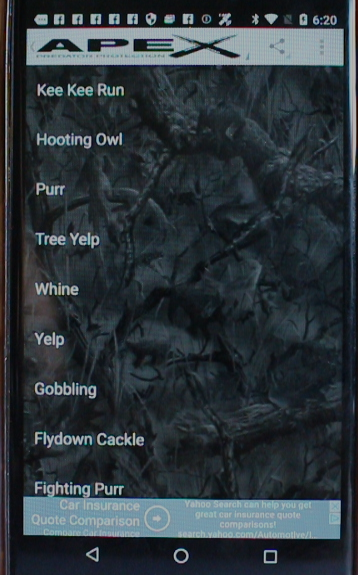 6:20
APEX
Kee Kee Run
Hooting Owl
Purr
Tree Yelp
Whine
Yelp
Gobbling
Flydown Cackle
Fighting Purr
Car Insurance
Quote Comparison
Compare Car Insurance
Yahoo Search can help you get
great car insurance quote
comparisons!
search.yahoo.com/Automotive/I